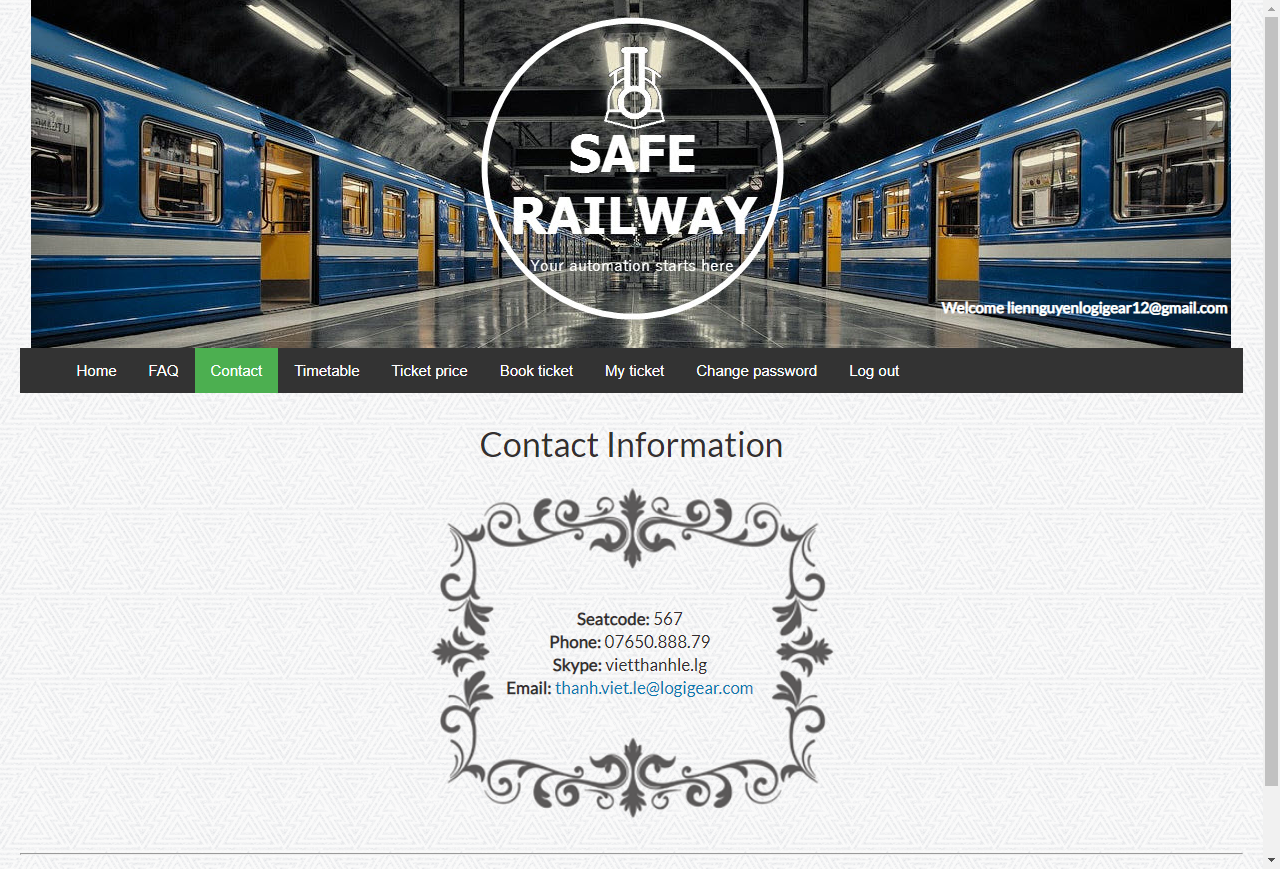 SAFE
RAILWAY
Your automation starts here
Welcome liennguyenlogigear12@gmail.com
Home FAQ Contact Timetable Ticket price Book ticket My ticket Change password Log out
Contact Information
Seatcode: 567
Phone: 07650.888.79
Skype: vietthanhle.lg
Email: thanh.viet.le@logigear.com